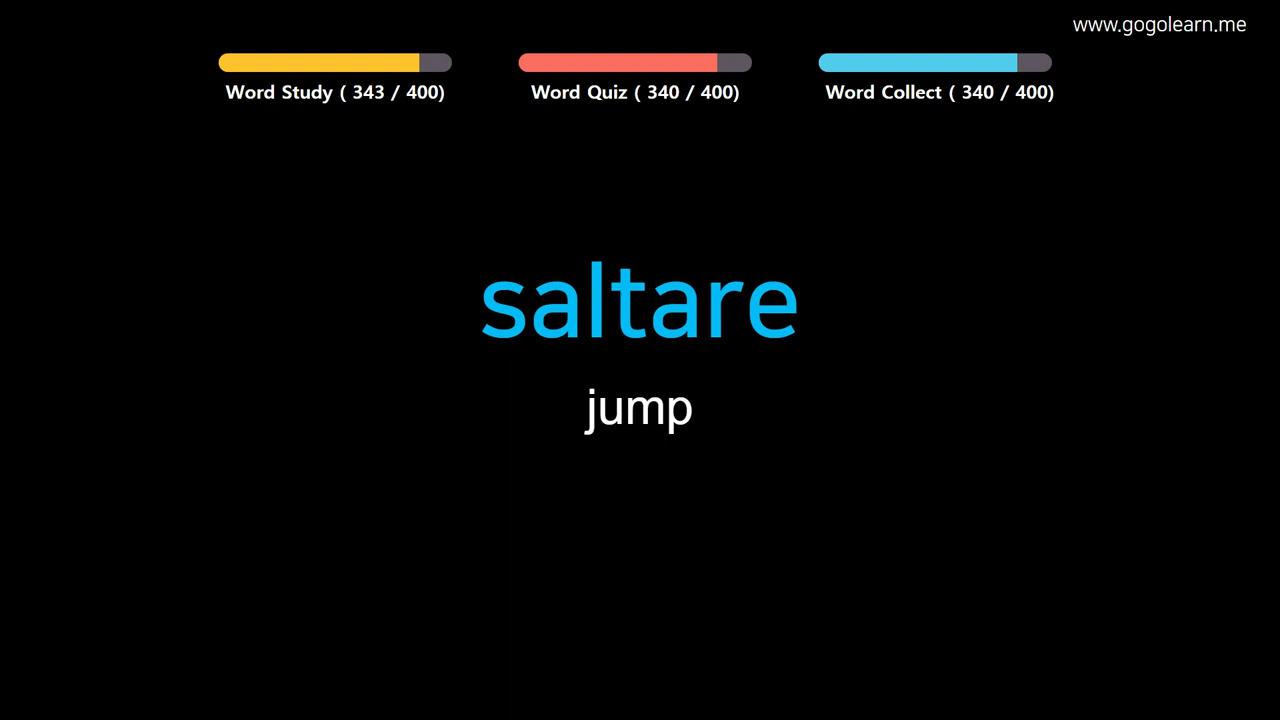 www.gogolearn.me
Word Study ( 343 / 400)
Word Quiz ( 340 / 400)
Word Collect ( 340 / 400)
saltare
jump